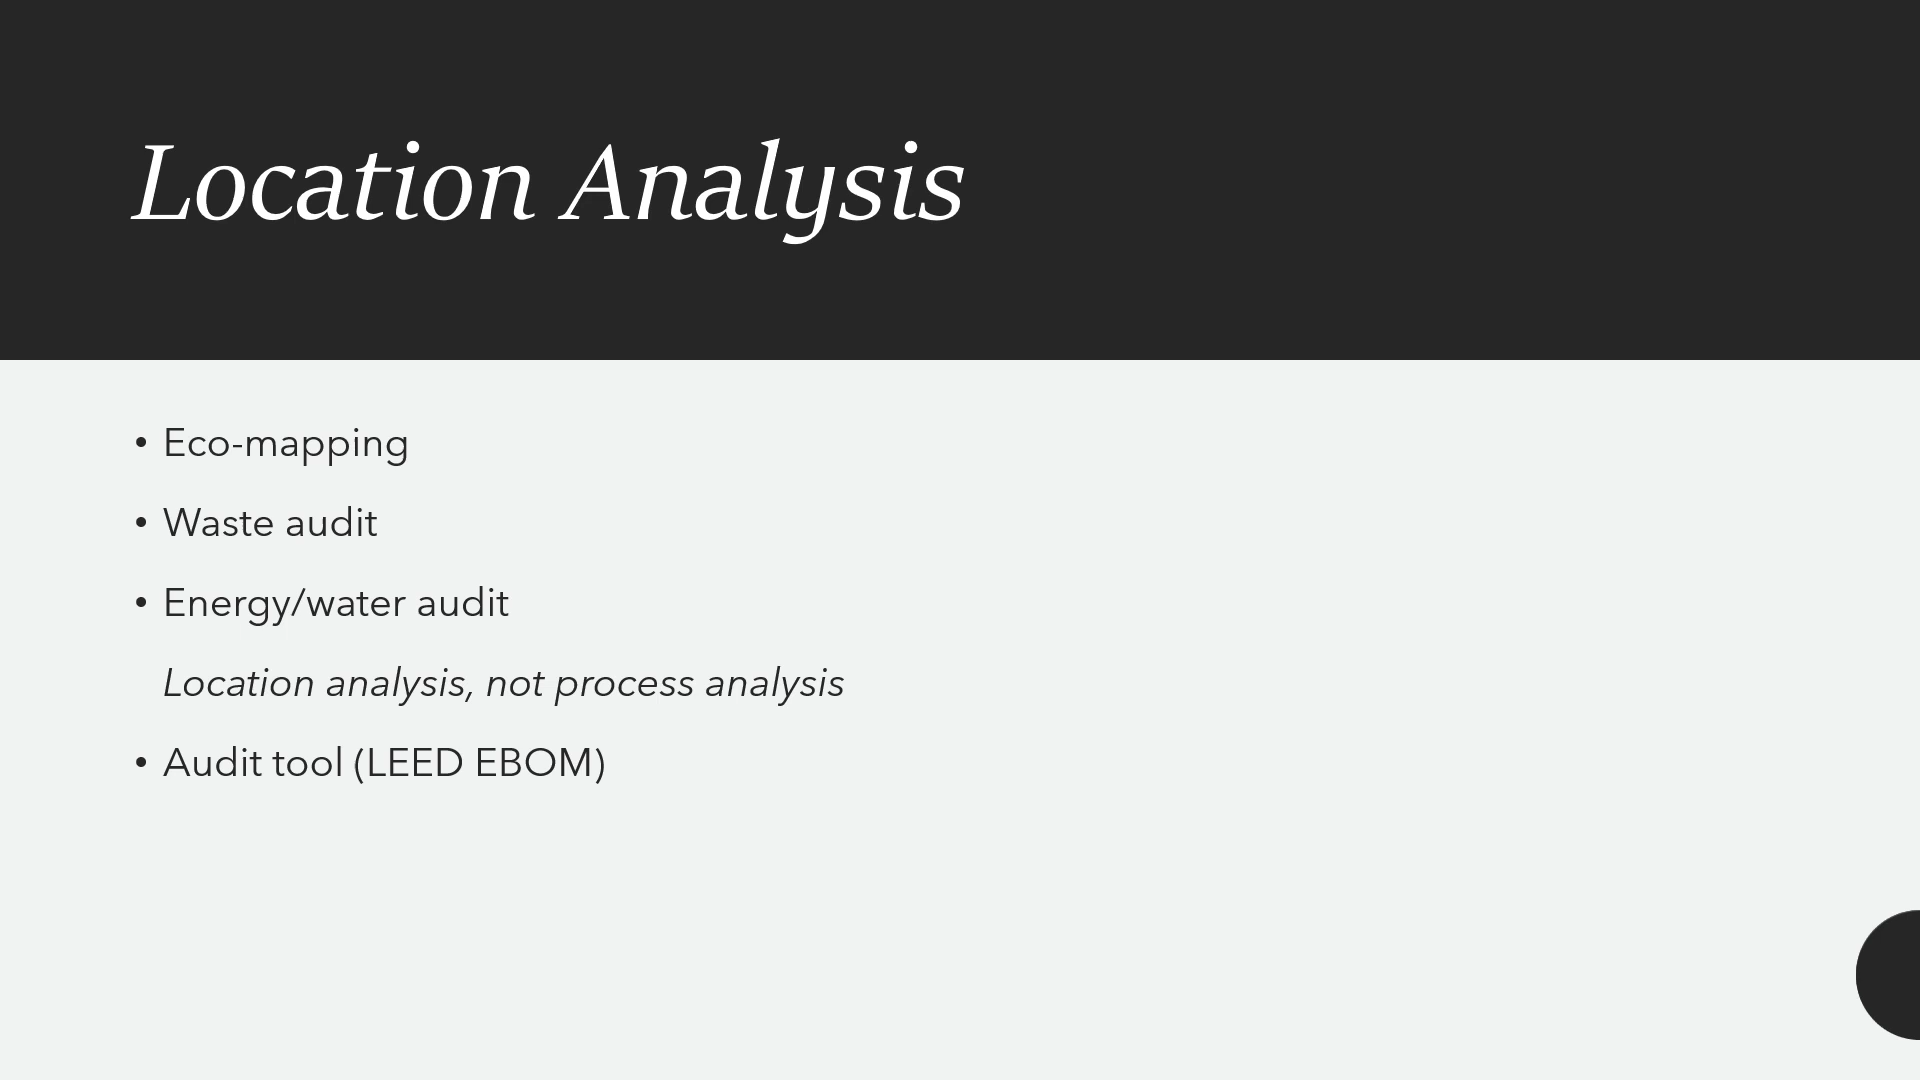 Location Analysis
• Eco-mapping
• Waste audit
• Energy/water audit
Location analysis, not process analysis
• Audit tool (LEED EBOM)